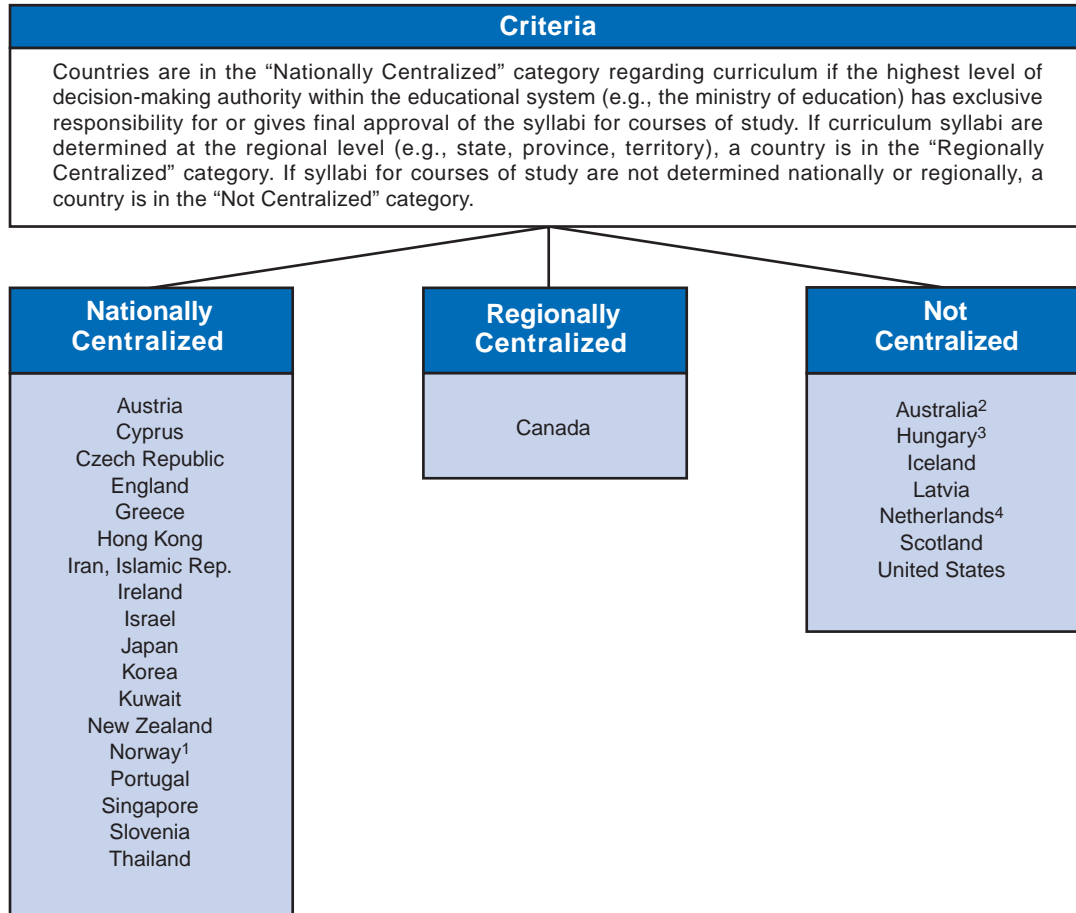 Criteria
Countries are in the “Nationally Centralized” category regarding curriculum if the highest level of
decision-making authority within the educational system (e.g., the ministry of education) has exclusive
responsibility for or gives final approval of the syllabi for courses of study. If curriculum syllabi are
determined at the regional level (e.g., state, province, territory), a country is in the “Regionally
Centralized” category. If syllabi for courses of study are not determined nationally or regionally, a
country is in the “Not Centralized” category.
Nationally
Centralized
Austria
Cyprus
Czech Republic
England
Greece
Hong Kong
Iran, Islamic Rep.
Ireland
Israel
Japan
Korea
Kuwait
New Zealand
Norway1
Portugal
Singapore
Slovenia
Thailand
Regionally
Centralized
Canada
Not
Centralized
Australia2
Hungary3
Iceland
Latvia
Netherlands4
Scotland
United States